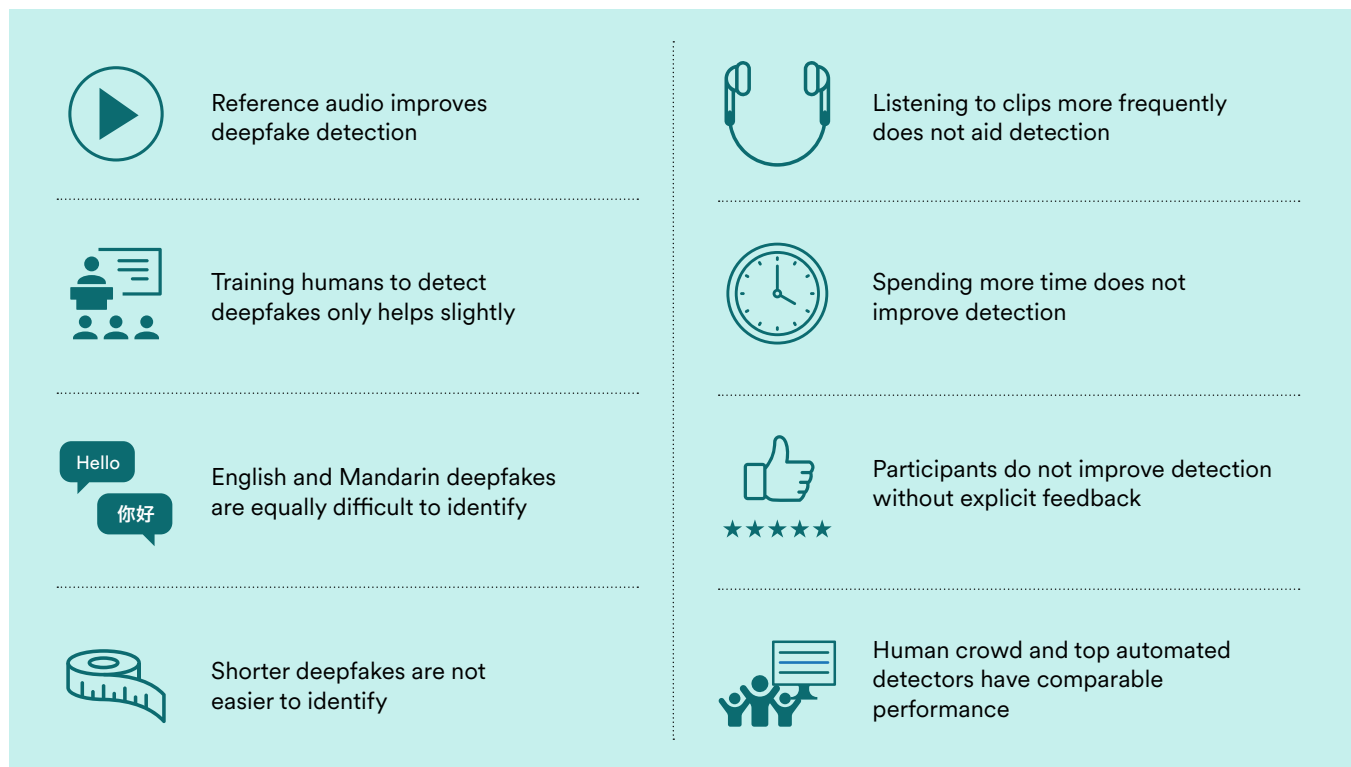 Reference audio improves
deepfake detection
Training humans to detect
deepfakes only helps slightly
Hello
你好
English and Mandarin deepfakes
are equally difficult to identify
Shorter deepfakes are not
easier to identify
Listening to clips more frequently
does not aid detection
Spending more time does not
improve detection
Participants do not improve detection
without explicit feedback
Human crowd and top automated
detectors have comparable
performance